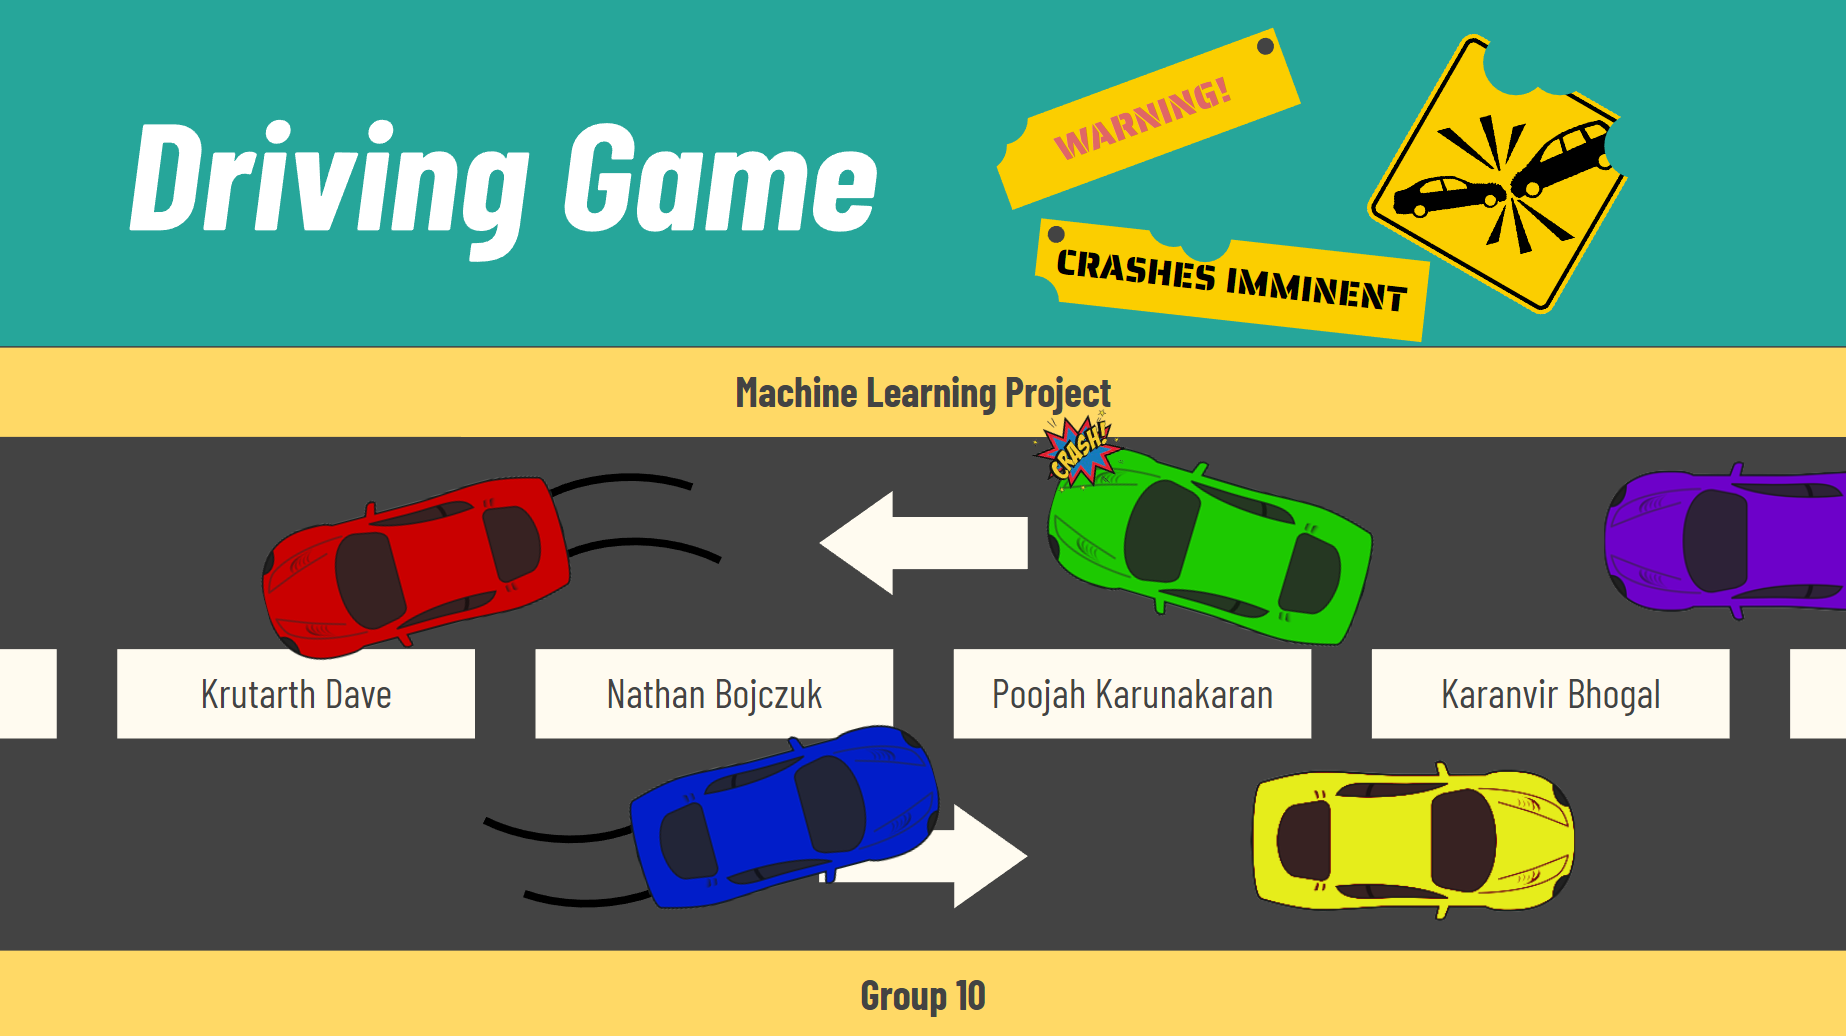 Driving Game
WARNING!
CRASHES IMMINENT
Machine Learning Project
CRASH!
Krutarth Dave
Nathan Bojczuk
Poojah Karunakaran
Karanvir Bhogal
Group 10